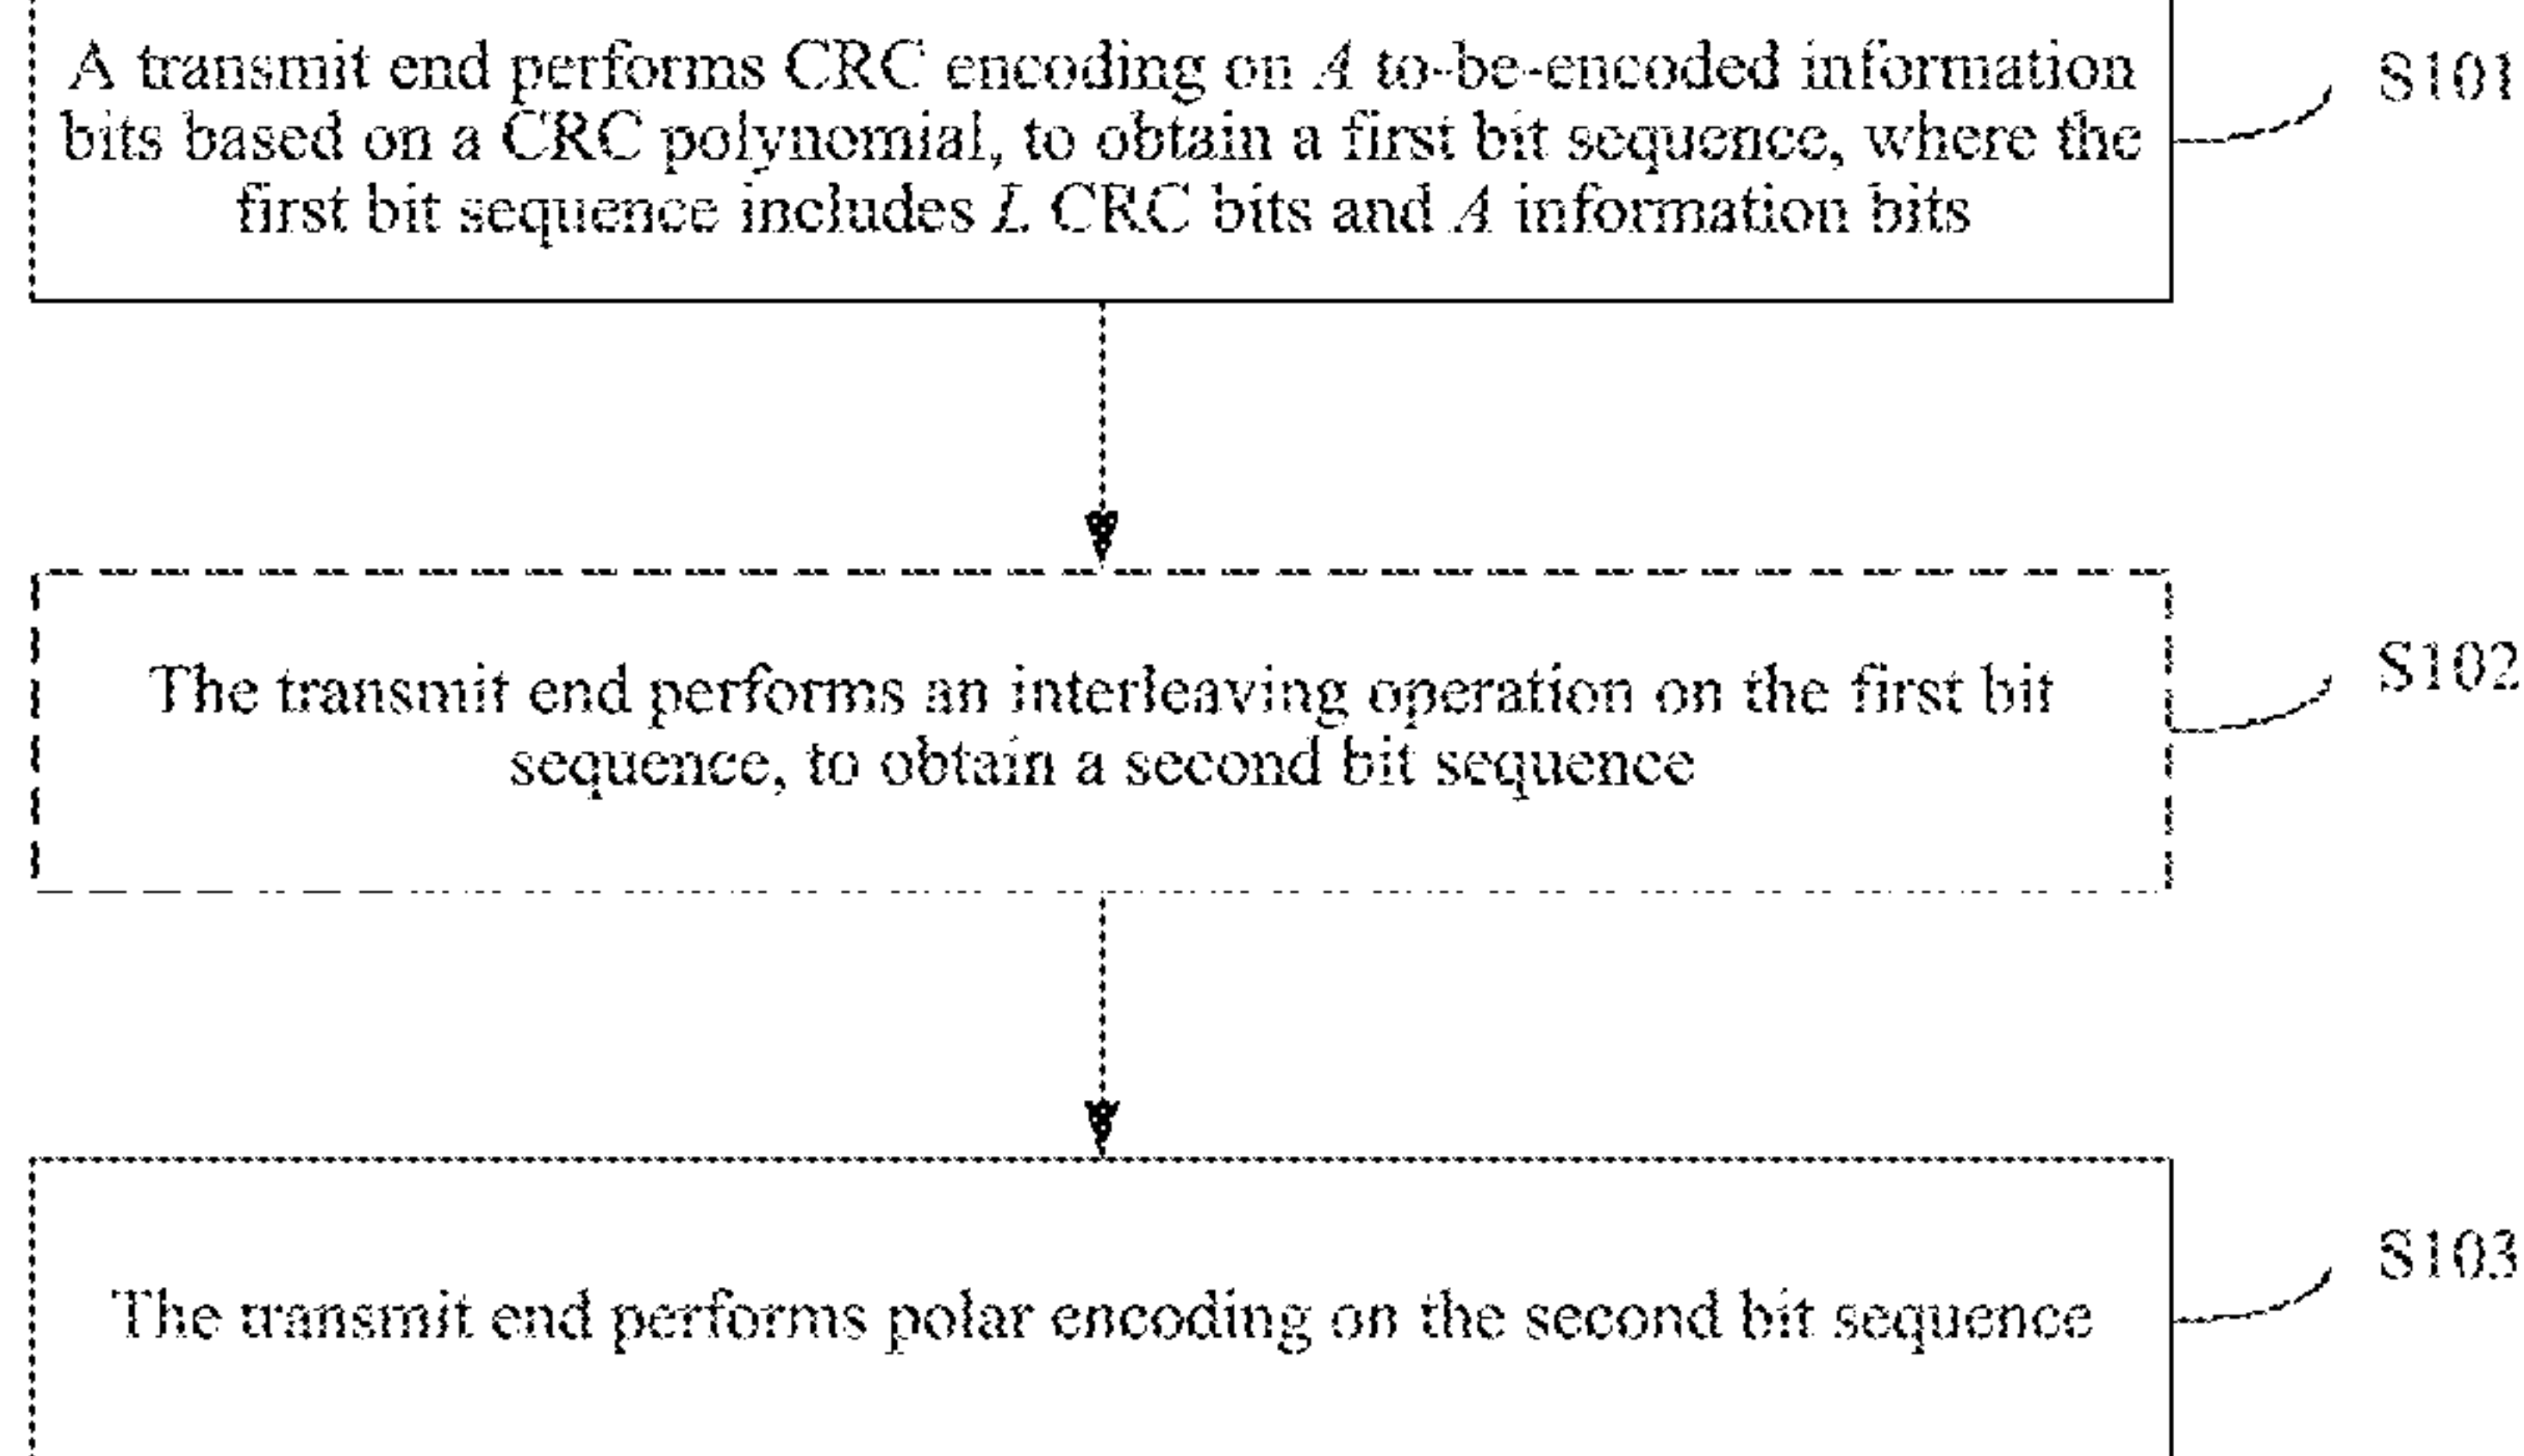 A transmit end performs CRC encoding on A to-be-encoded information
bits based on a CRC polynomial, to obtain a first bit sequence, where the
first bit sequence includes L CRC bits and A information bits
S101
The transmit end performs an interleaving operation on the first bit
sequence, to obtain a second bit sequence
S102
The transmit end performs polar encoding on the second bit sequence
S103